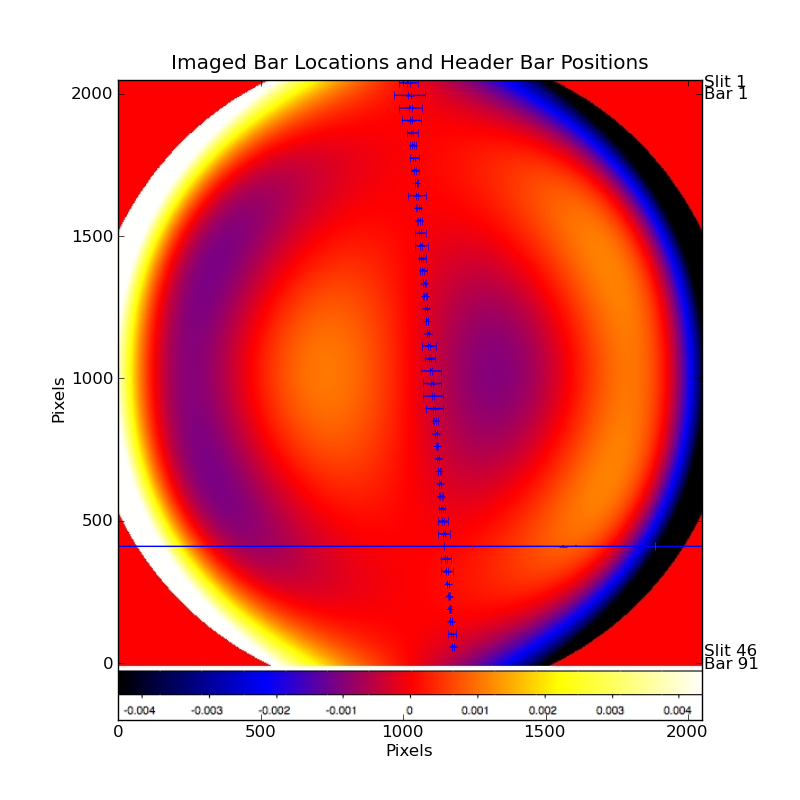 Imaged Bar Locations and Header Bar Positions
Slit 1
Bar 1
2000
1500
1000
500
0
Pixels
Slit 46
Bar 91
-0.004 -0.003 -0.002 -0.001 0 0.001 0.002 0.003 0.004
0 500 1000 1500 2000
Pixels